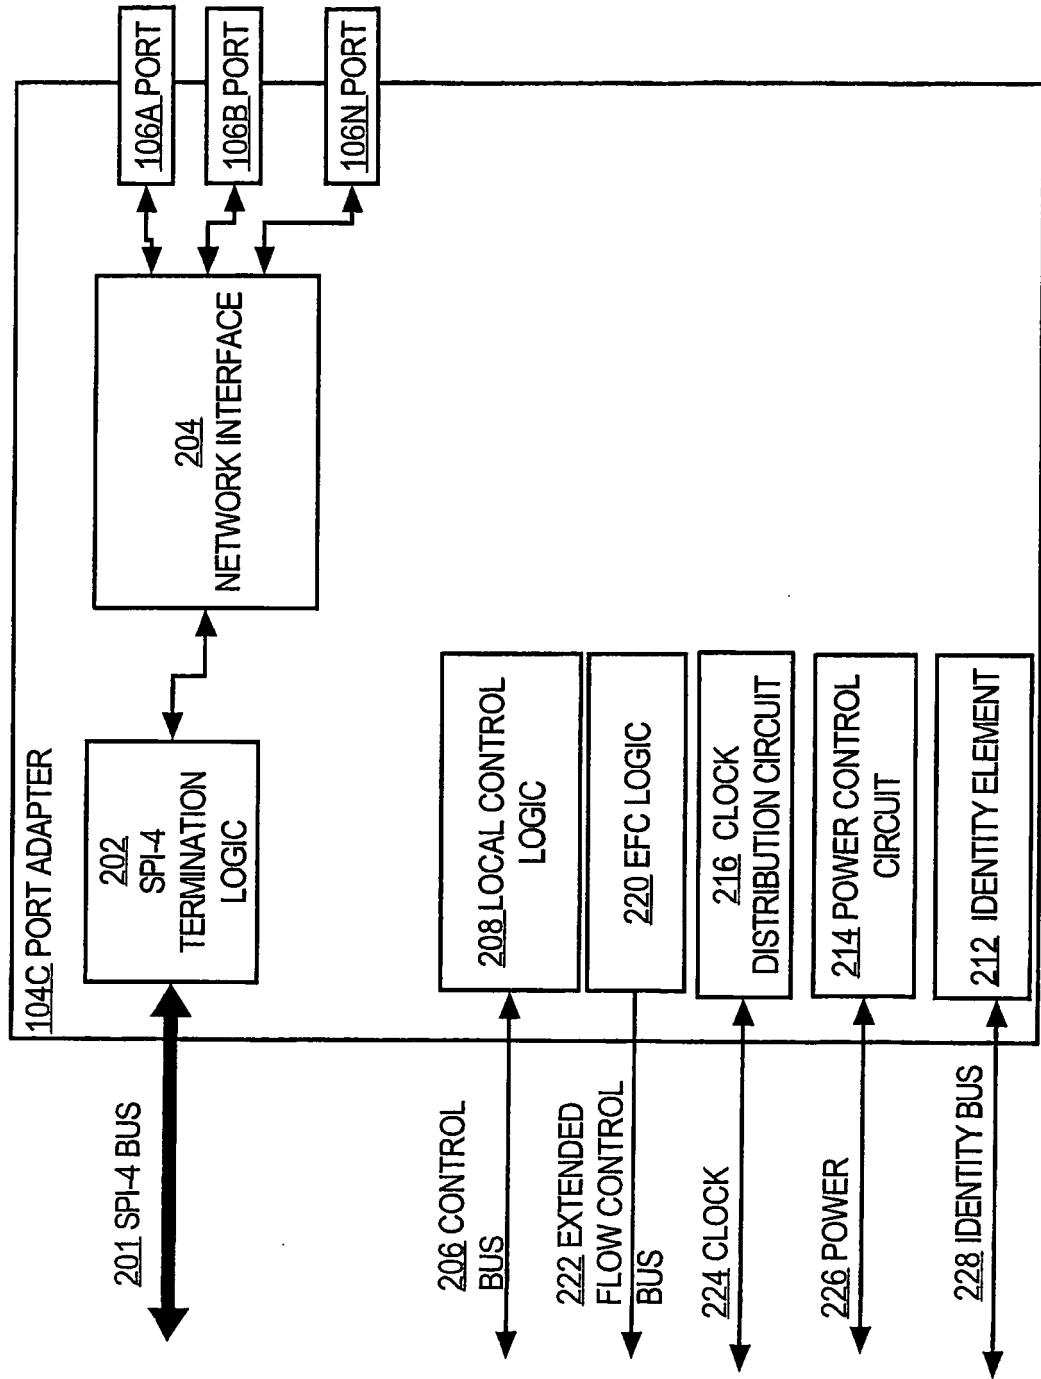 104C PORT ADAPTER
201 SPI-4 BUS
202
SPI-4
TERMINATION
LOGIC
204
NETWORK INTERFACE
106A PORT
106B PORT
106N PORT
206 CONTROL
BUS
208 LOCAL CONTROL
LOGIC
222 EXTENDED
FLOW CONTROL
BUS
220 EFC LOGIC
224 CLOCK
216 CLOCK
DISTRIBUTION CIRCUIT
226 POWER
214 POWER CONTROL
CIRCUIT
228 IDENTITY BUS
212 IDENTITY ELEMENT